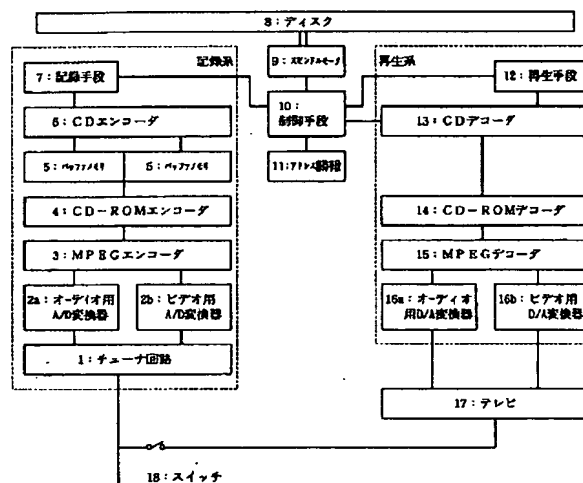 8：ディスク
記録系
9：スピンドルモータ
再生系
7：記録手段
10：
制御手段
12：再生手段
6：CDエンコーダ
13：CDデコーダ
5：バッファメモリ
5：バッファメモリ
11：アドレス
4：CD-ROMエンコーダ
14：CD-ROMデコーダ
3：MPEGエンコーダ
15：MPEGデコーダ
2a：オーディオ用
A/D変換器
2b：ビデオ用
A/D変換器
16a：オーディオ
用D/A変換器
16b：ビデオ用
D/A変換器
1：チューナ回路
17：テレビ
18：スイッチ